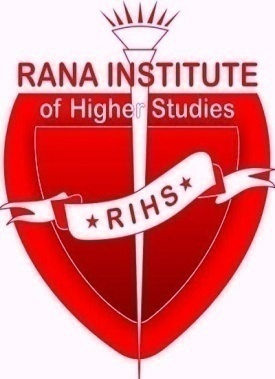 RANA INSTITUTE
of Higher Studies
★ RIHS ★